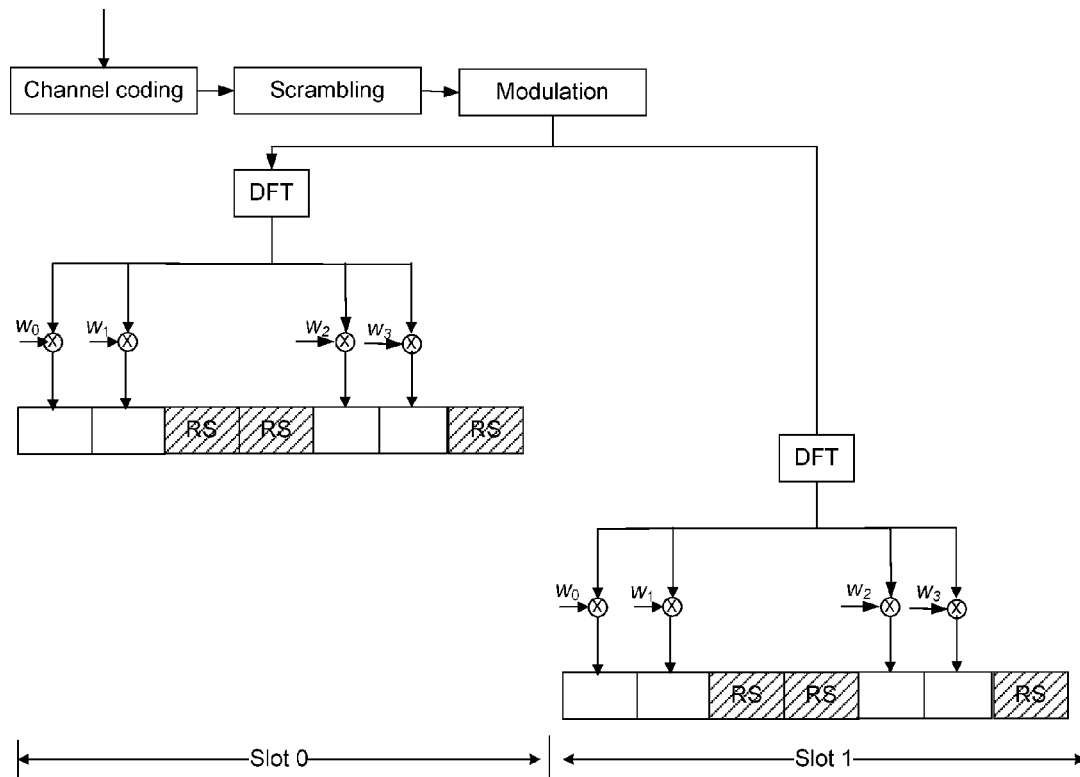 Channel coding
Scrambling
Modulation
DFT
w0
w1
w2
w3
X
X
X
X
RS
RS
RS
DFT
w0
w1
w2
w3
X
X
X
X
RS
RS
RS
Slot 0
Slot 1